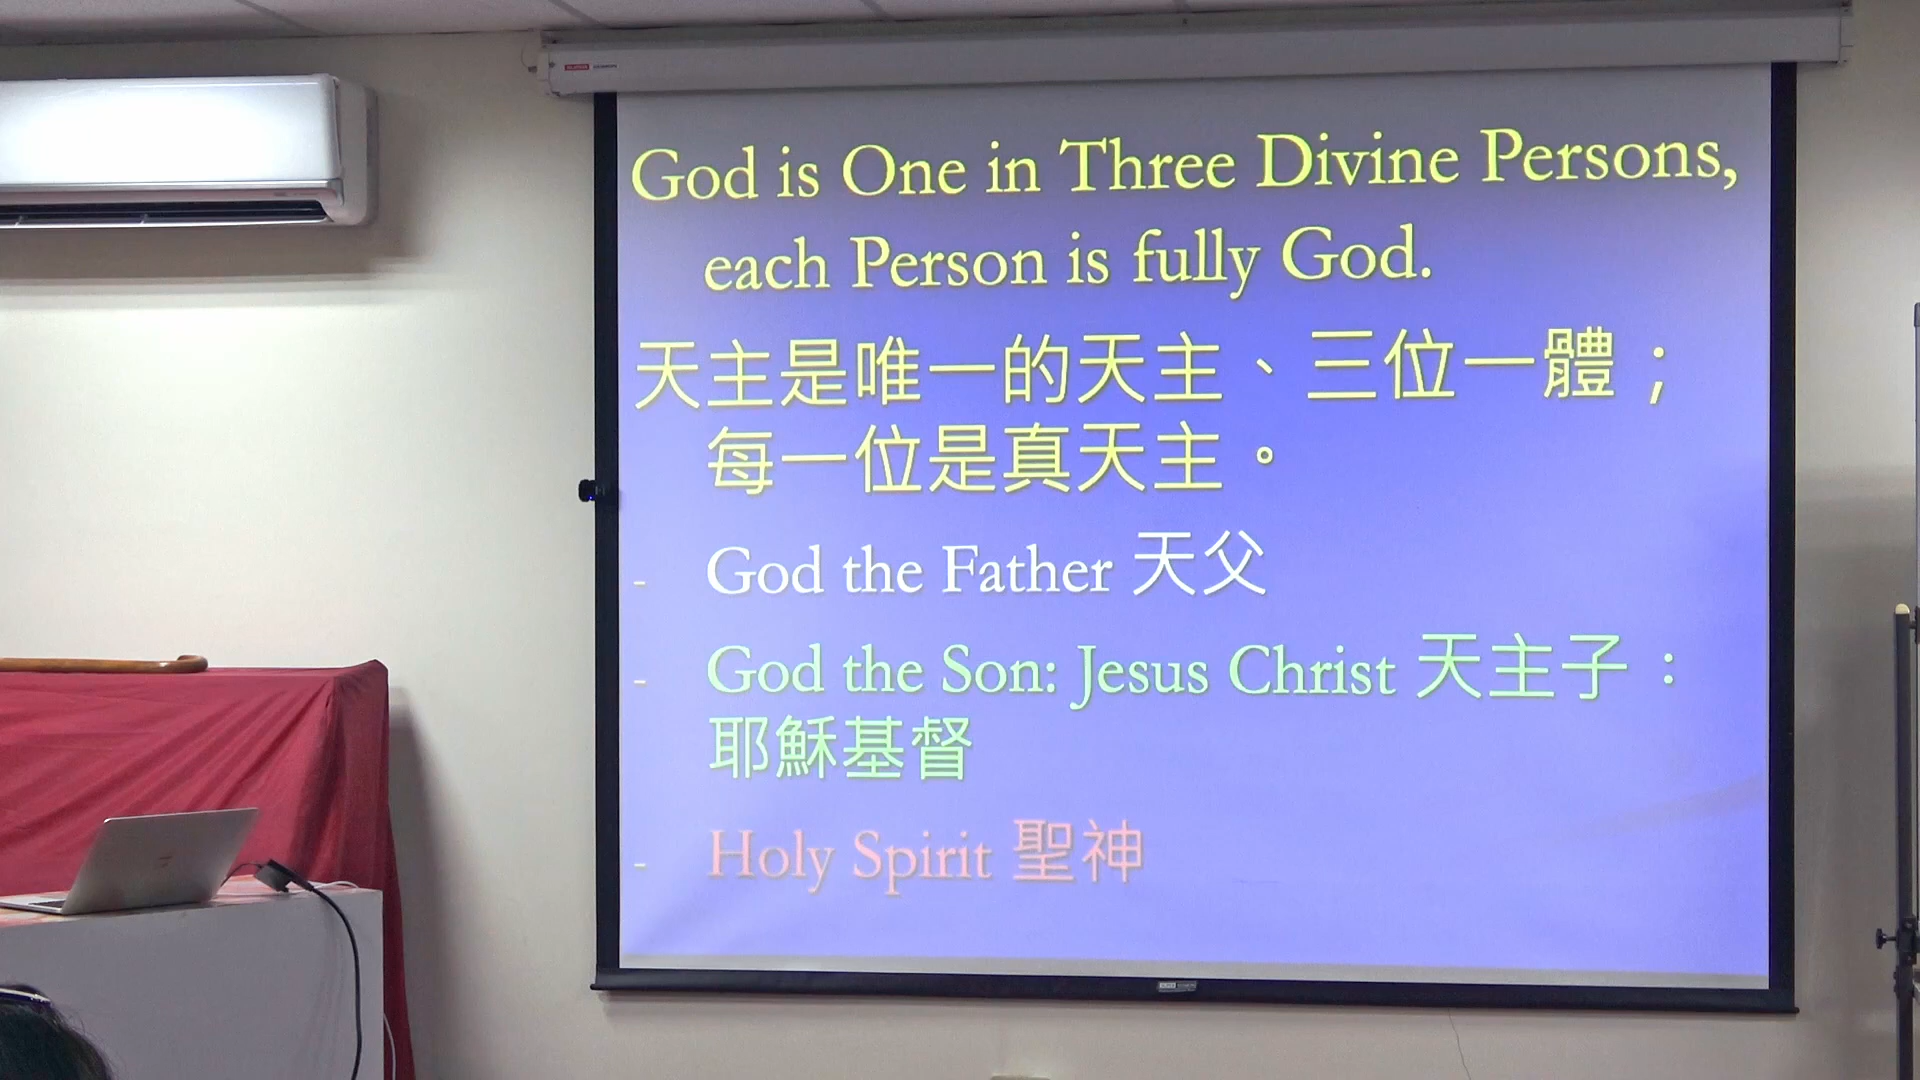 God is One in Three Divine Persons,
each Person is fully God.
天主是唯一的天主、三位一體；
每一位是真天主。
- God the Father 天父
- God the Son: Jesus Christ 天主子：
耶穌基督
- Holy Spirit 聖神